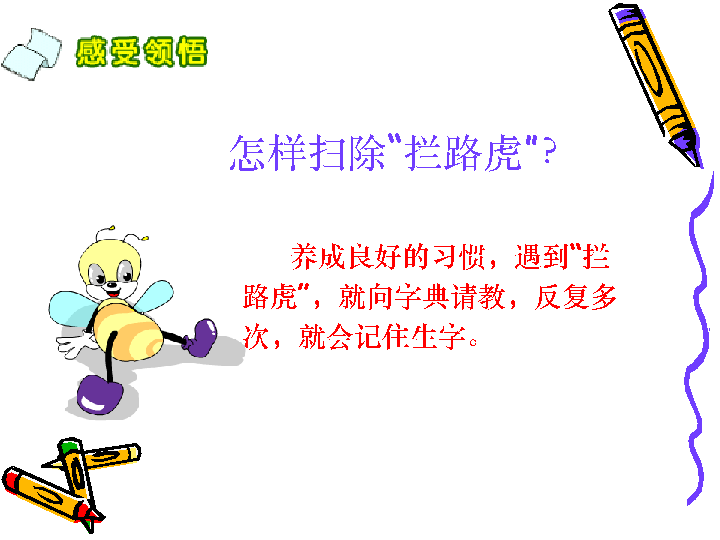 感受领悟
怎样扫除“拦路虎”?
养成良好的习惯，遇到“拦
路虎”，就向字典请教，反复多
次，就会记住生字。